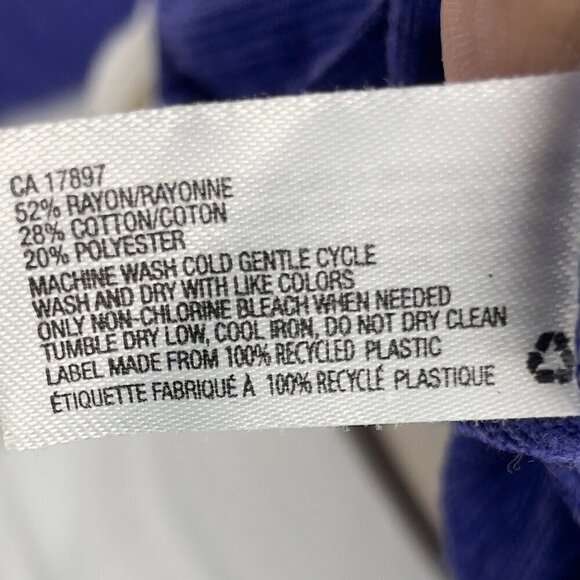 CA 17897
52% RAYON/RAYONNE
28% COTTON/COTON
20% POLYESTER
MACHINE WASH COLD GENTLE CYCLE
WASH AND DRY WITH LIKE COLORS
ONLY NON-CHLORINE BLEACH WHEN NEEDED
TUMBLE DRY LOW, COOL IRON, DO NOT DRY CLEAN
LABEL MADE FROM 100% RECYCLED PLASTIC
ÉTIQUETTE FABRIQUÉ À 100% RECYCLÉ PLASTIQUE